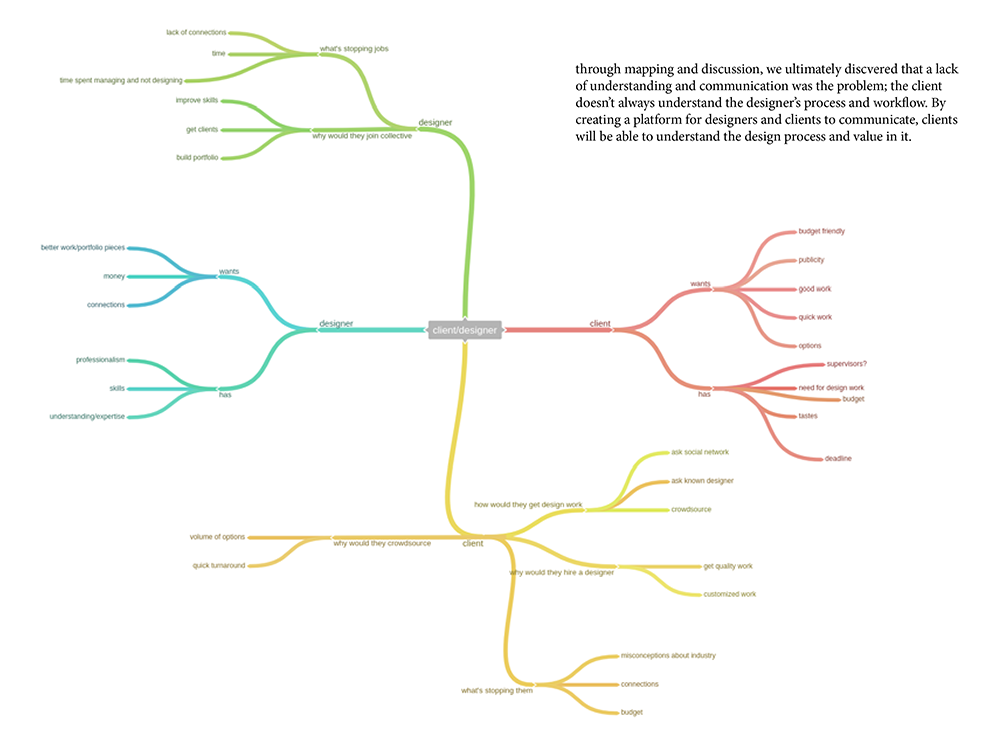 lack of connections
what's stopping jobs
time
time spent managing and not designing
improve skills
designer
get clients
why would they join collective
build portfolio
through mapping and discussion, we ultimately discvered that a lack
of understanding and communication was the problem; the client
doesn't always understand the designer's process and workflow. By
creating a platform for designers and clients to communicate, clients
will be able to understand the design process and value in it.
better work/portfolio pieces
wants
money
connections
designer
professionalism
skills
has
understanding/expertise
client/designer
client
wants
budget friendly
publicity
good work
quick work
options
has
supervisors?
need for design work
budget
tastes
deadline
how would they get design work
ask social network
ask known designer
crowdsource
volume of options
why would they crowdsource
client
quick turnaround
why would they hire a designer
get quality work
customized work
what's stopping them
misconceptions about industry
connections
budget